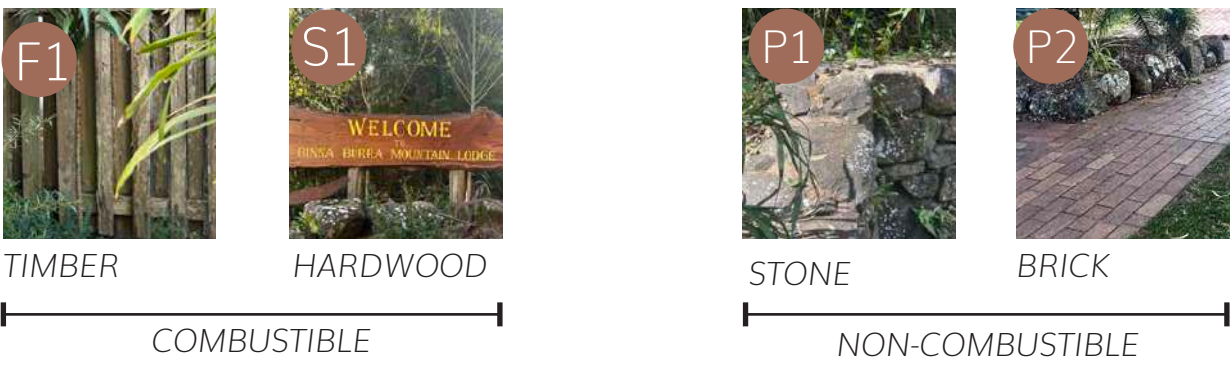 F1
S1
P1
P2
WELCOME
TO
BINNA BURRA MOUNTAIN LODGE
TIMBER
HARDWOOD
STONE
BRICK
COMBUSTIBLE
NON-COMBUSTIBLE